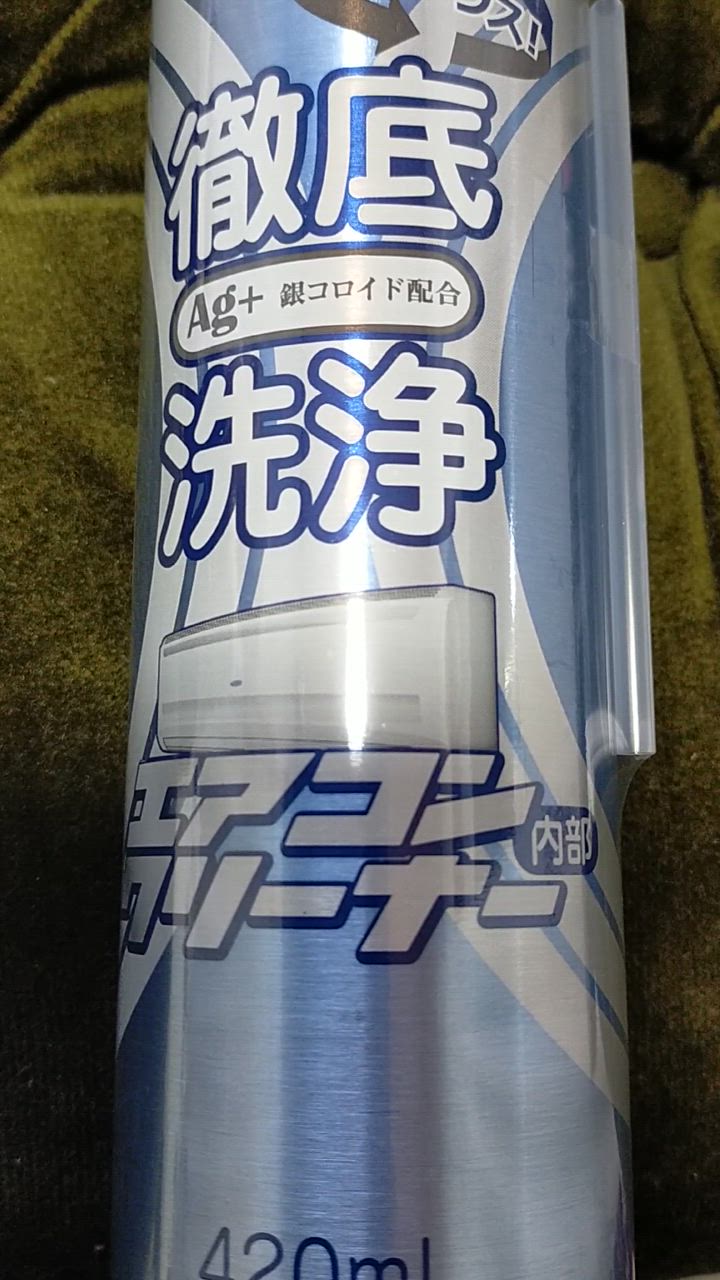 ス!
徹底
Ag+ 銀コロイド配合
洗浄
エアコン
内部
クリーナー
420ml